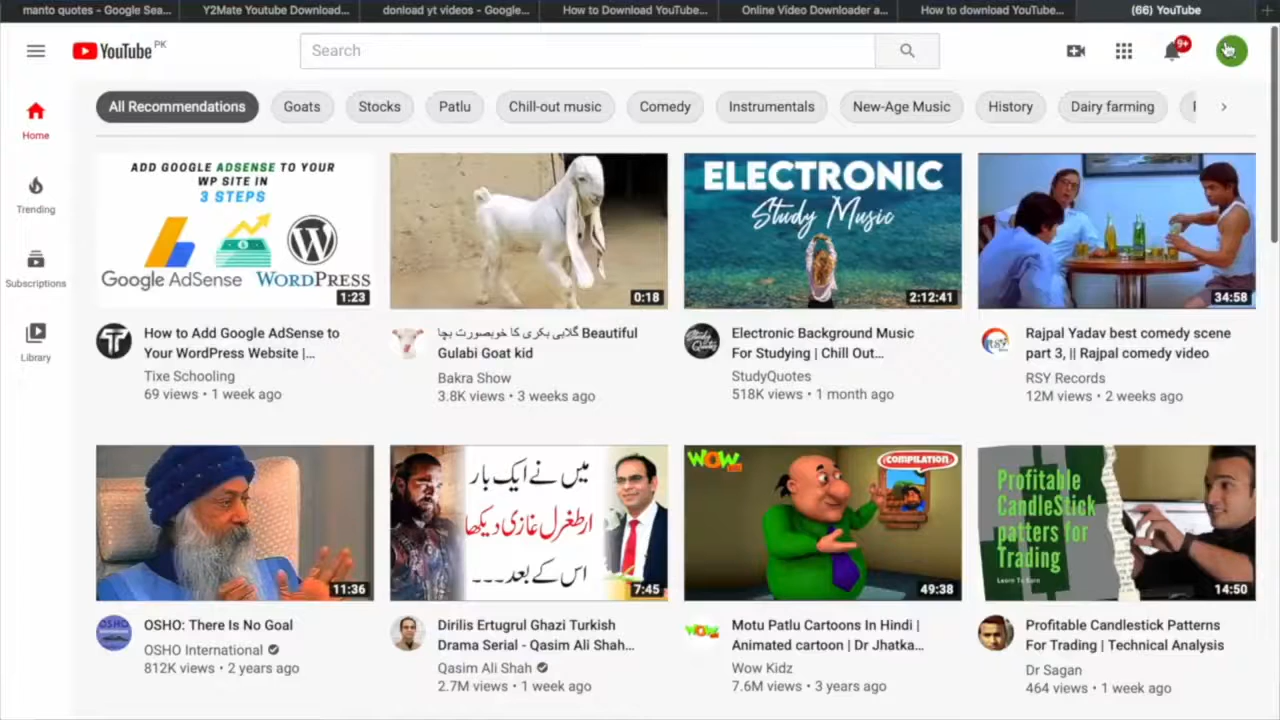 manto quotes - Google Sea...
Y2Mate Youtube Download...
donload yt videos - Google...
How to Download YouTube...
Online Video Downloader a...
How to download YouTube...
(66) YouTube
YouTube PK
Search
9+
All Recommendations
Goats
Stocks
Patlu
Chill-out music
Comedy
Instrumentals
New-Age Music
History
Dairy farming
Home
Trending
Subscriptions
Library
ADD GOOGLE ADSENSE TO YOUR
WP SITE IN
3 STEPS
Google AdSense
WORDPRESS
1:23
0:18
ELECTRONIC
Study Music
2:12:41
34:58
How to Add Google AdSense to
Your WordPress Website |...
Tixe Schooling
69 views • 1 week ago
گلابی بکری کا خوبصورت بچا Beautiful
Gulabi Goat kid
Bakra Show
3.8K views • 3 weeks ago
Electronic Background Music
For Studying | Chill Out...
StudyQuotes
518K views • 1 month ago
Rajpal Yadav best comedy scene
part 3, || Rajpal comedy video
RSY Records
12M views • 2 weeks ago
11:36
میں نے ایک بار
ارطغرل غازی دیکھا
اس کے بعد...
7:45
WOW
COMPILATION
49:38
Profitable
CandleStick
patters for
Trading
Learn To Earn
14:50
OSHO: There Is No Goal
OSHO International
812K views • 2 years ago
Dirilis Ertugrul Ghazi Turkish
Drama Serial - Qasim Ali Shah...
Qasim Ali Shah
2.7M views • 1 week ago
Motu Patlu Cartoons In Hindi |
Animated cartoon | Dr Jhatka...
Wow Kidz
7.6M views • 3 years ago
Profitable Candlestick Patterns
For Trading | Technical Analysis
Dr Sagan
464 views • 1 week ago